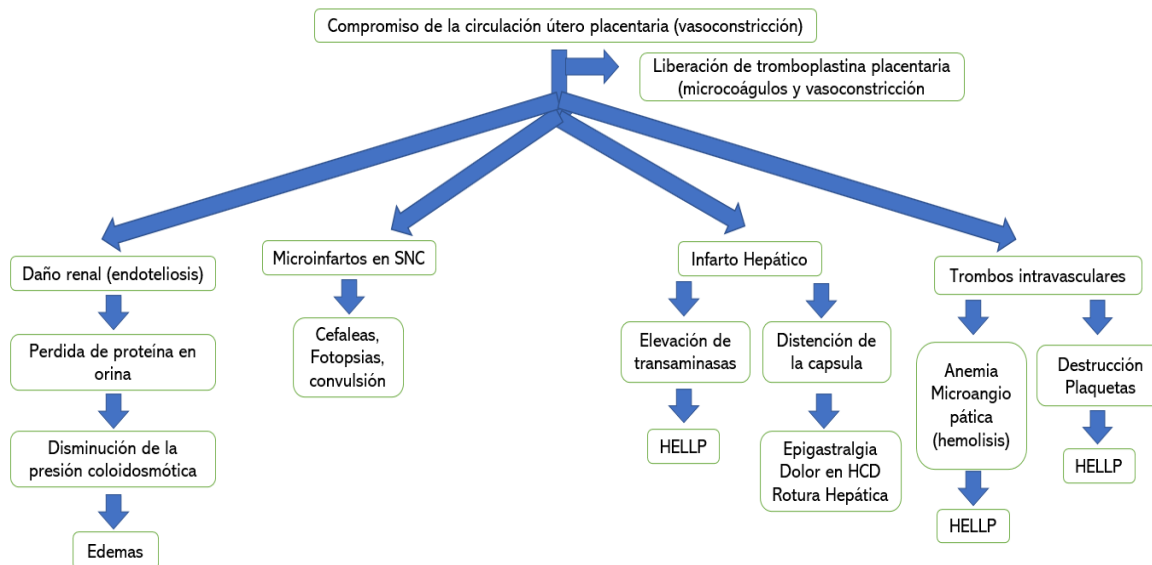 Compromiso de la circulación útero placentaria (vasoconstricción)
Liberación de tromboplastina placentaria
(microcoágulos y vasoconstricción
Daño renal (endoteliosis)
Perdida de proteína en
orina
Disminución de la
presión coloidosmótica
Edemas
Microinfartos en SNC
Cefaleas,
Fotopsias,
convulsión
Infarto Hepático
Elevación de
transaminasas
HELLP
Distención de
la capsula
Epigastralgia
Dolor en HCD
Rotura Hepática
Trombos intravasculares
Anemia
Microangio
pática
(hemolisis)
HELLP
Destrucción
Plaquetas
HELLP